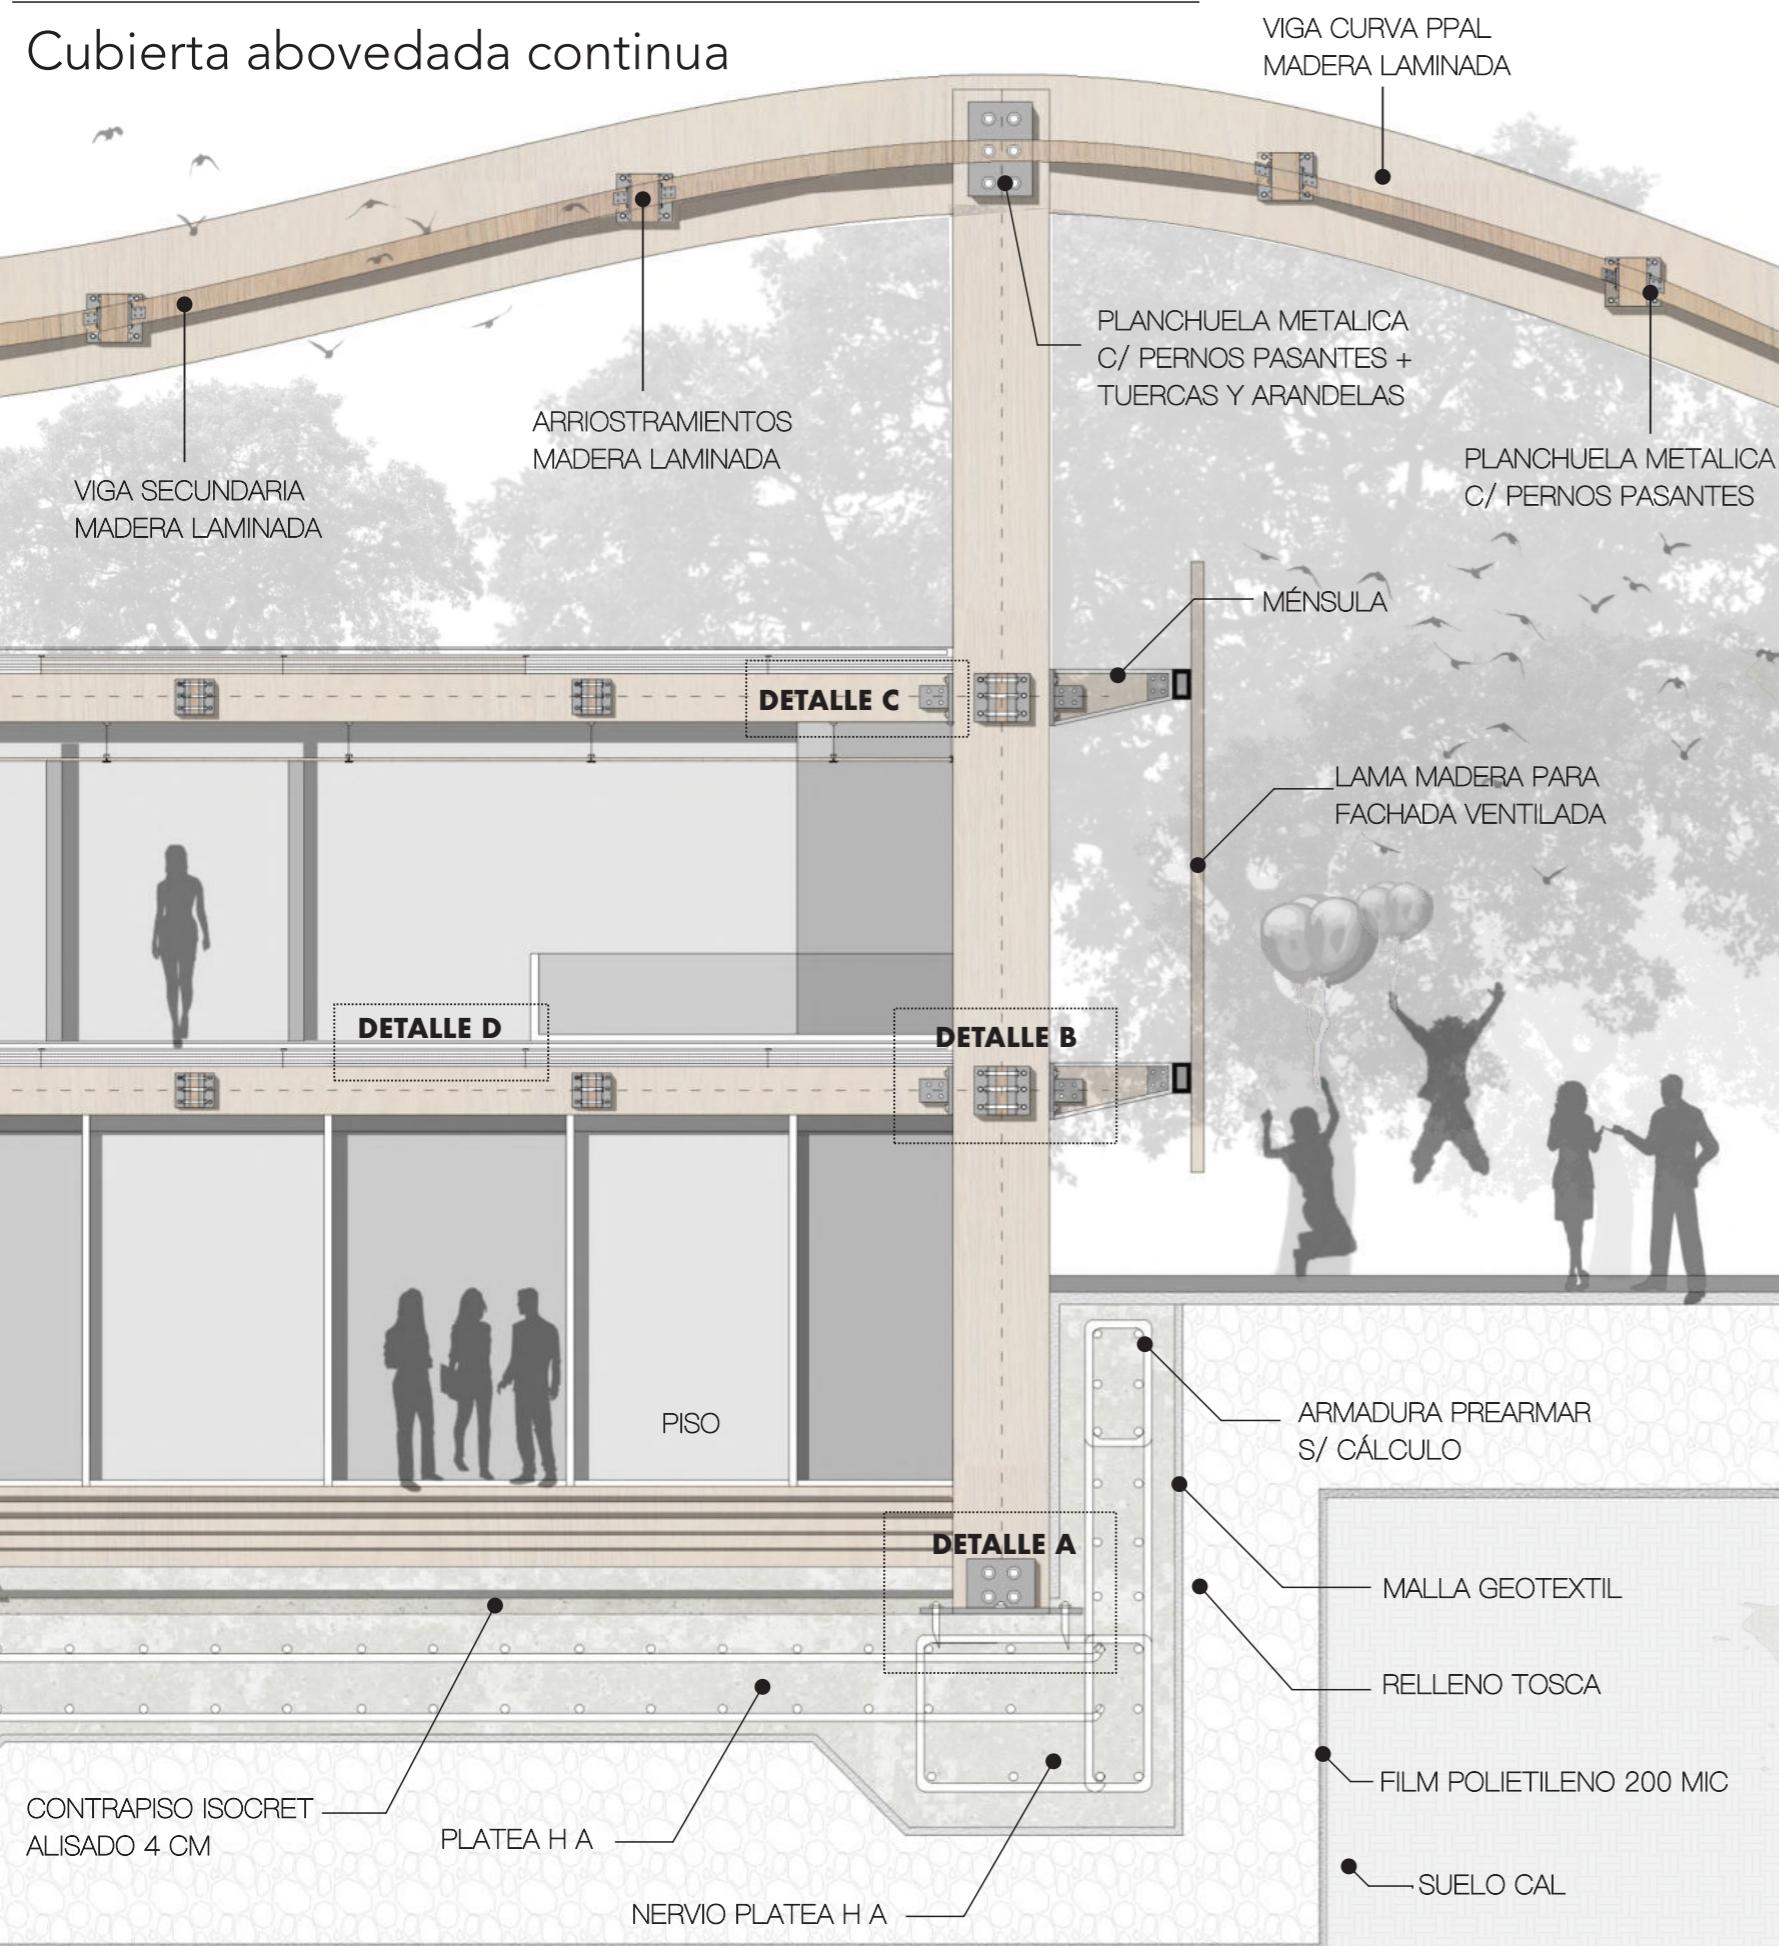 Cubierta abovedada continua
VIGA CURVA PPAL
MADERA LAMINADA
PLANCHUELA METALICA
C/ PERNOS PASANTES +
TUERCAS Y ARANDELAS
ARRIOSTRAMIENTOS
MADERA LAMINADA
PLANCHUELA METALICA
C/ PERNOS PASANTES
VIGA SECUNDARIA
MADERA LAMINADA
MÉNSULA
DETALLE C
LAMA MADERA PARA
FACHADA VENTILADA
DETALLE D
DETALLE B
PISO
ARMADURA PREARMAR
S/ CÁLCULO
DETALLE A
MALLA GEOTEXTIL
RELLENO TOSCA
FILM POLIETILENO 200 MIC
CONTRAPISO ISOCRET
ALISADO 4 CM
PLATEA H A
SUELO CAL
NERVIO PLATEA H A